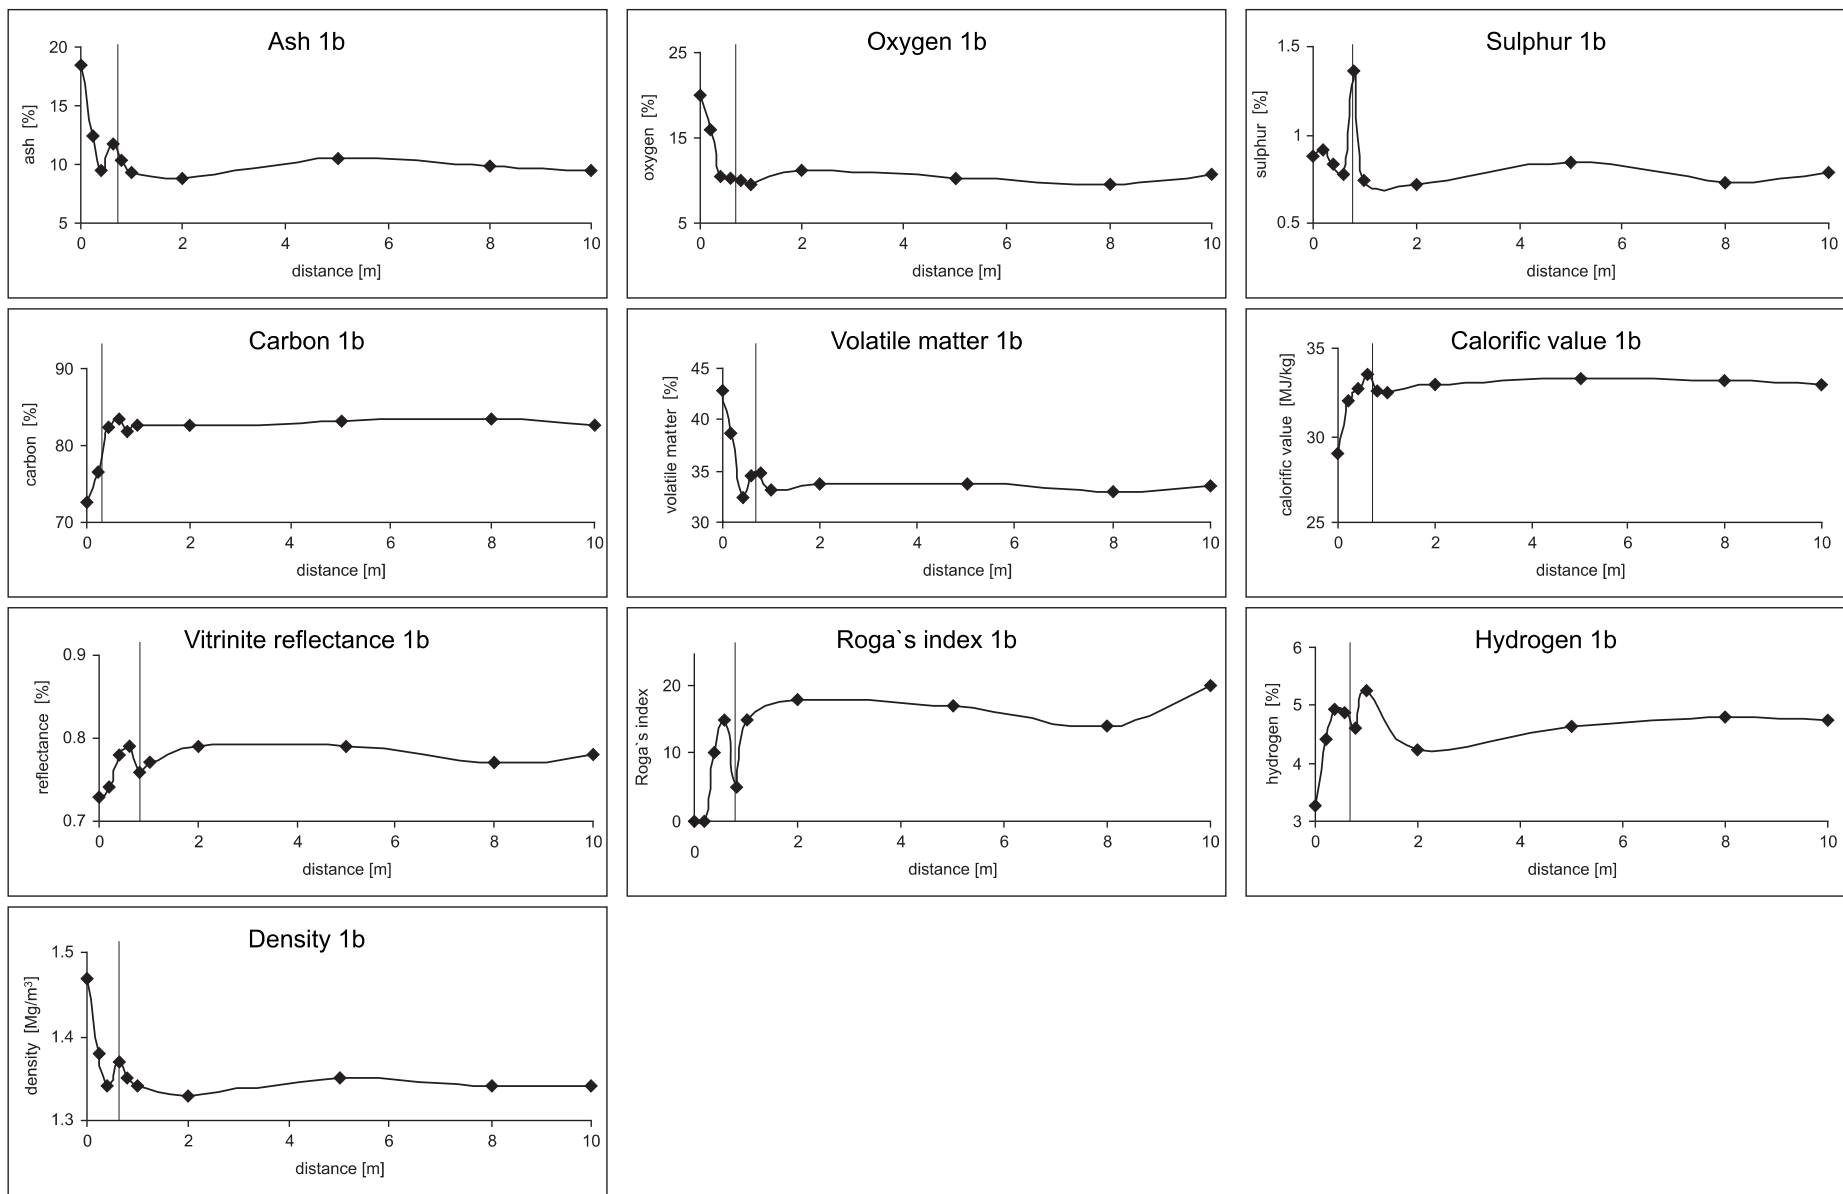 Ash 1b
20
15
10
5
ash [%]
0 2 4 6 8 10
distance [m]
Oxygen 1b
25
15
5
oxygen [%]
0 2 4 6 8 10
distance [m]
Sulphur 1b
1.5
1
0.5
sulphur [%]
0 2 4 6 8 10
distance [m]
Carbon 1b
90
80
70
carbon [%]
0 2 4 6 8 10
distance [m]
Volatile matter 1b
45
40
35
30
volatile matter [%]
0 2 4 6 8 10
distance [m]
Calorific value 1b
35
30
25
calorific value [MJ/kg]
0 2 4 6 8 10
distance [m]
Vitrinite reflectance 1b
0.9
0.8
0.7
reflectance [%]
0 2 4 6 8 10
distance [m]
Roga`s index 1b
20
10
0
Roga`s index
0 2 4 6 8 10
distance [m]
Hydrogen 1b
6
5
4
3
hydrogen [%]
0 2 4 6 8 10
distance [m]
Density 1b
1.5
1.4
1.3
density [Mg/m³]
0 2 4 6 8 10
distance [m]